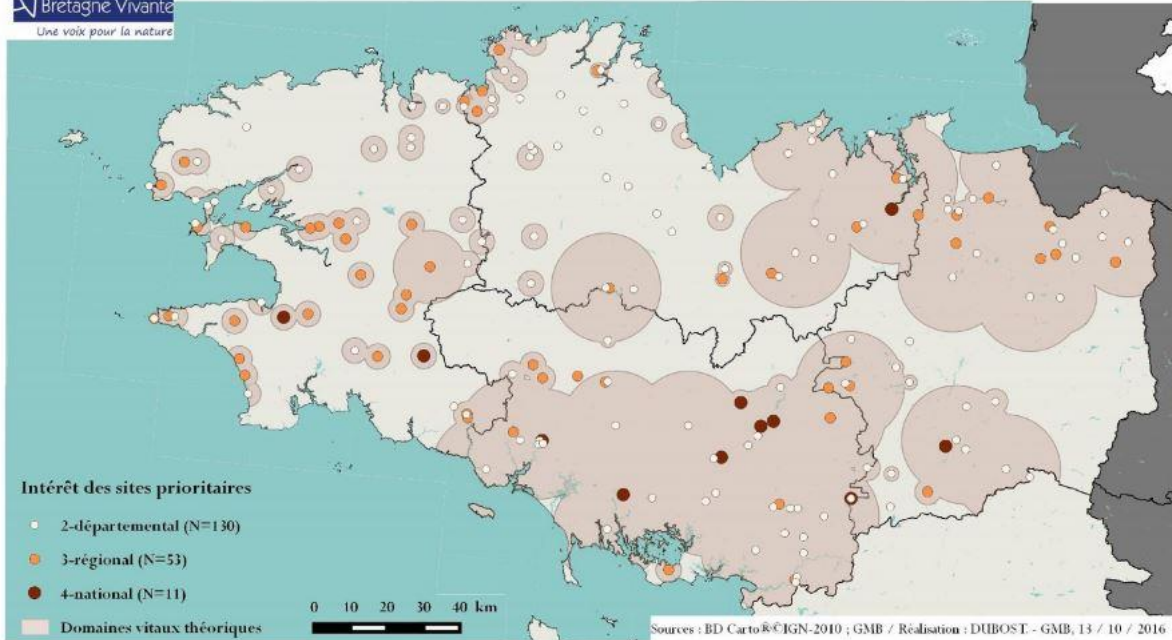 Bretagne Vivante
Une voix pour la nature
Intérêt des sites prioritaires
2-départemental (N=130)
3-régional (N=53)
4-national (N=11)
Domaines vitaux théoriques
0 10 20 30 40 km
Sources : BD Carto®©IGN-2010 ; GMB / Réalisation : DUBOST. - GMB, 13 / 10 / 2016